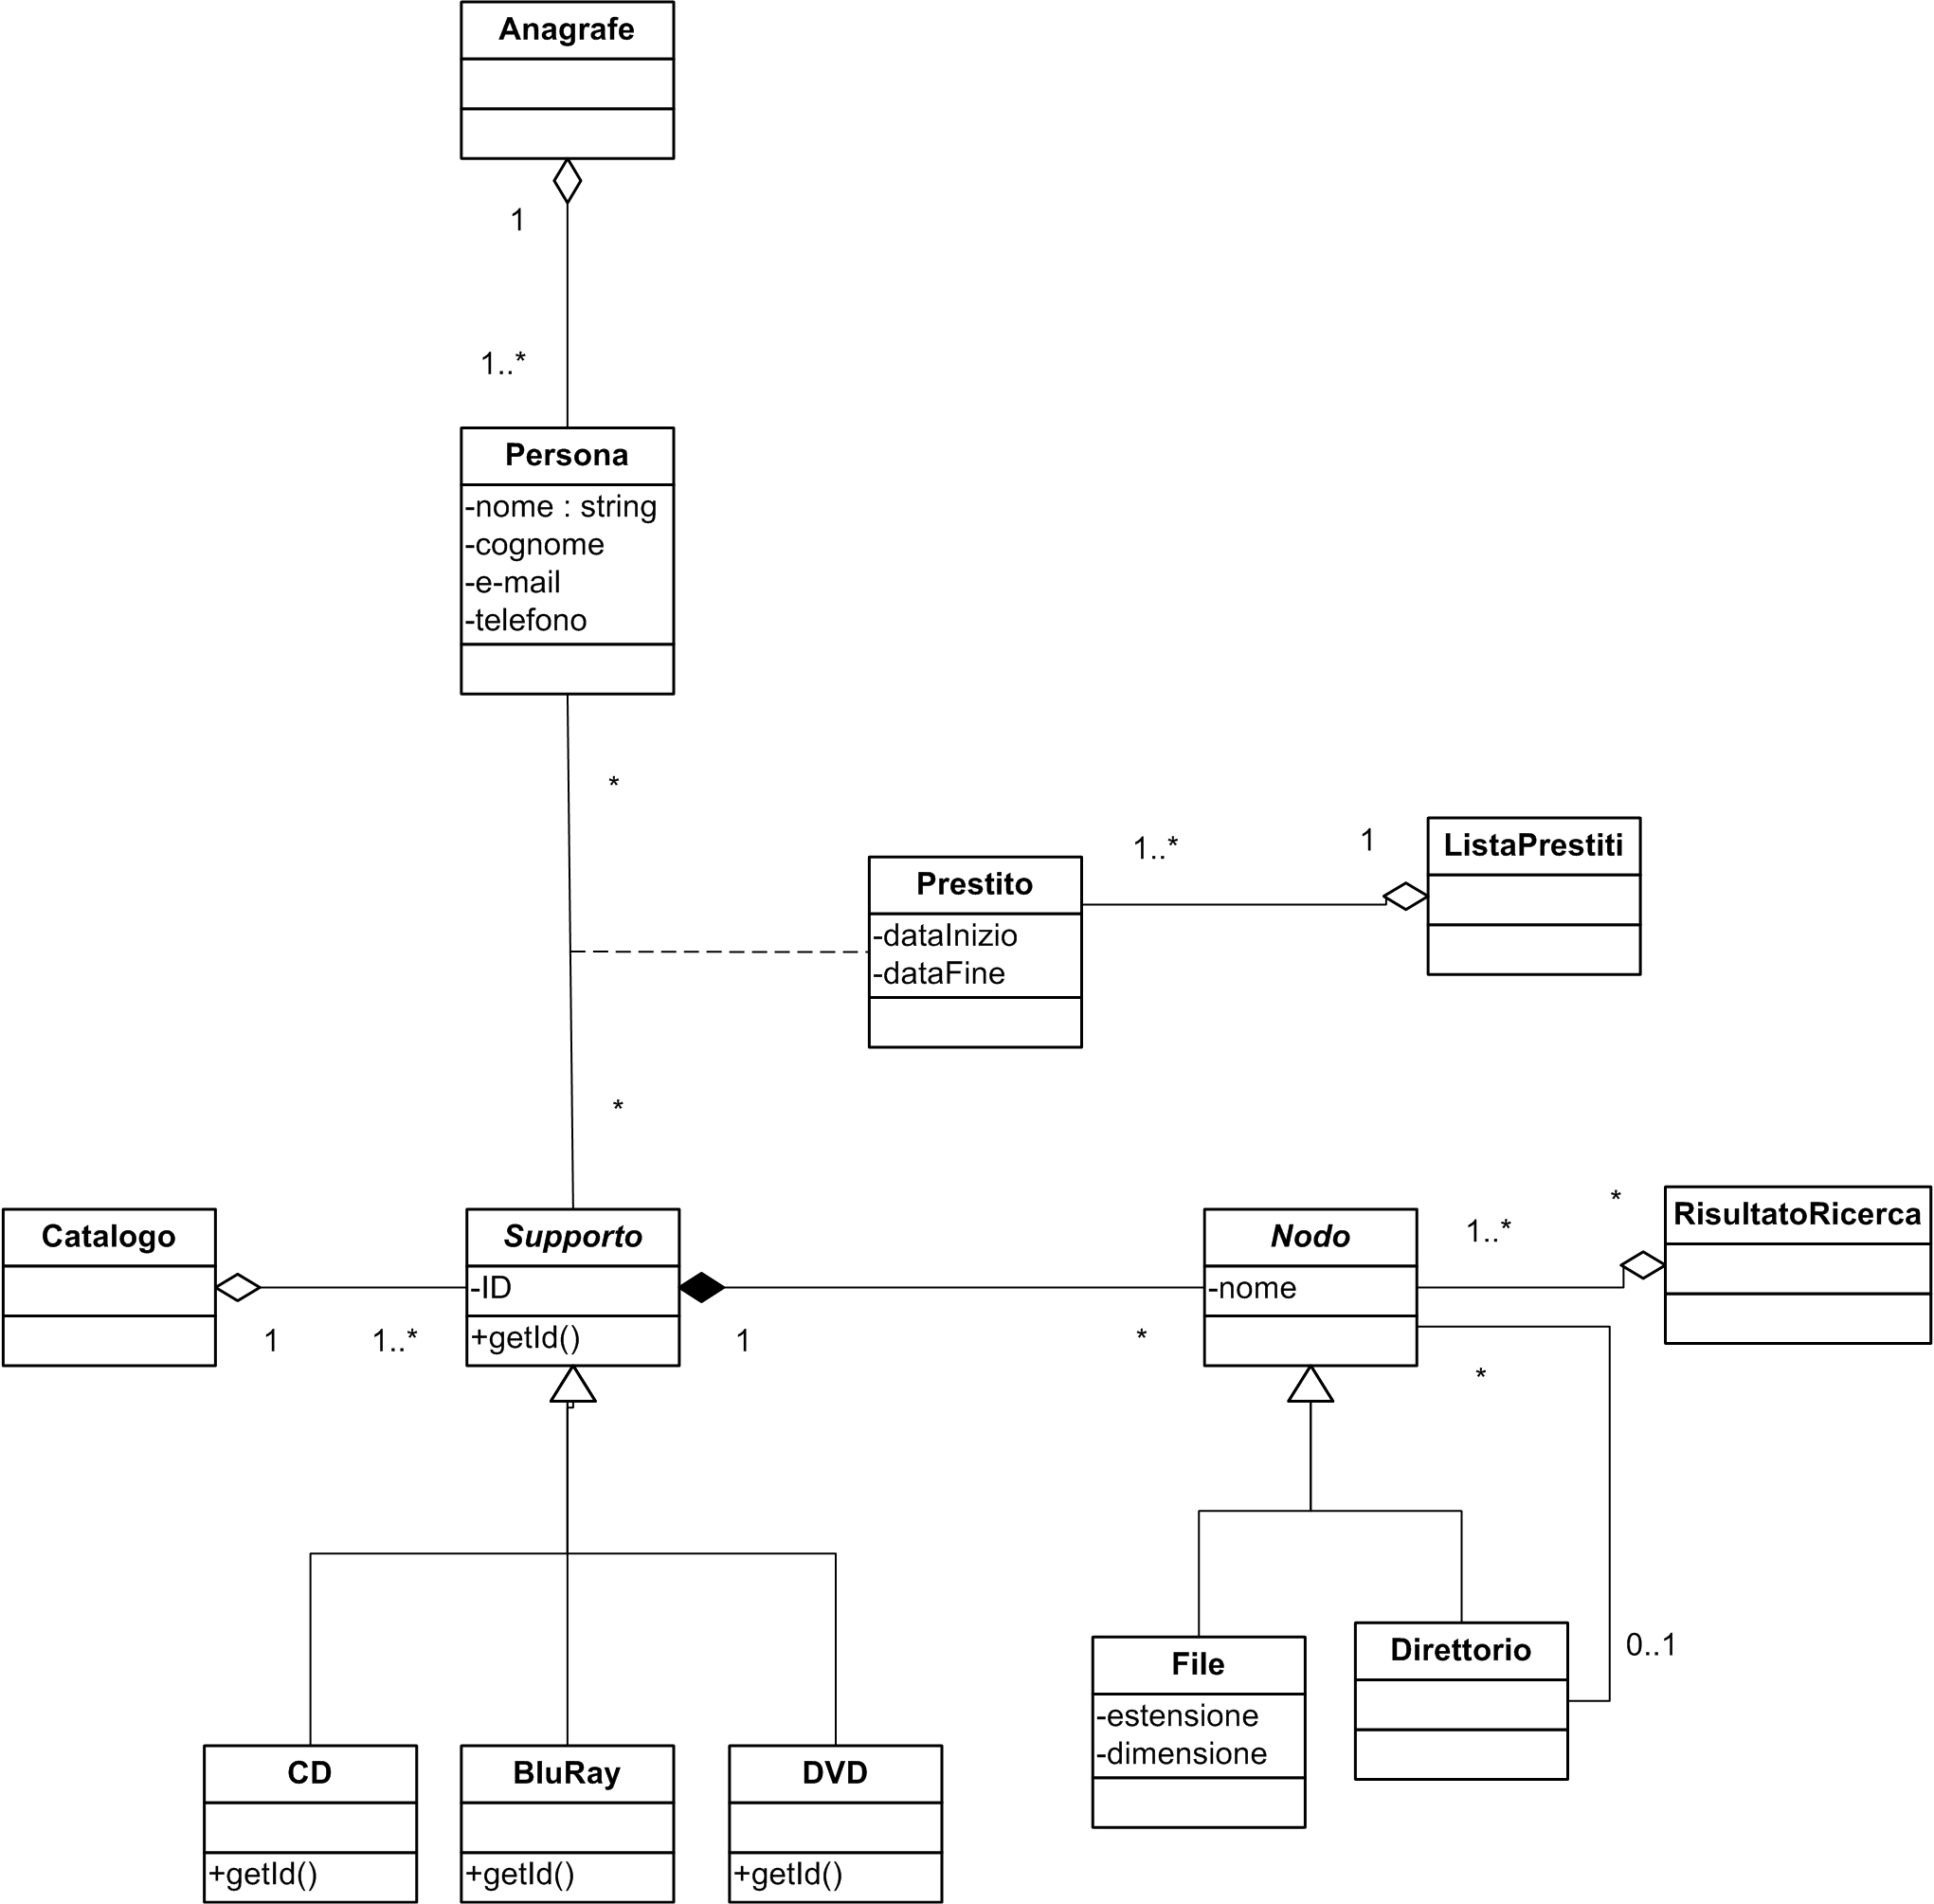 Anagrafe
1
1..*
Persona
-nome : string
-cognome
-e-mail
-telefono
*
1..*
1
ListaPrestiti
Prestito
-dataInizio
-dataFine
*
Catalogo
1
1..*
Supporto
-ID
+getId()
1
*
Nodo
-nome
1..*
*
RisultatoRicerca
*
0..1
File
-estensione
-dimensione
Direttorio
CD
+getId()
BluRay
+getId()
DVD
+getId()